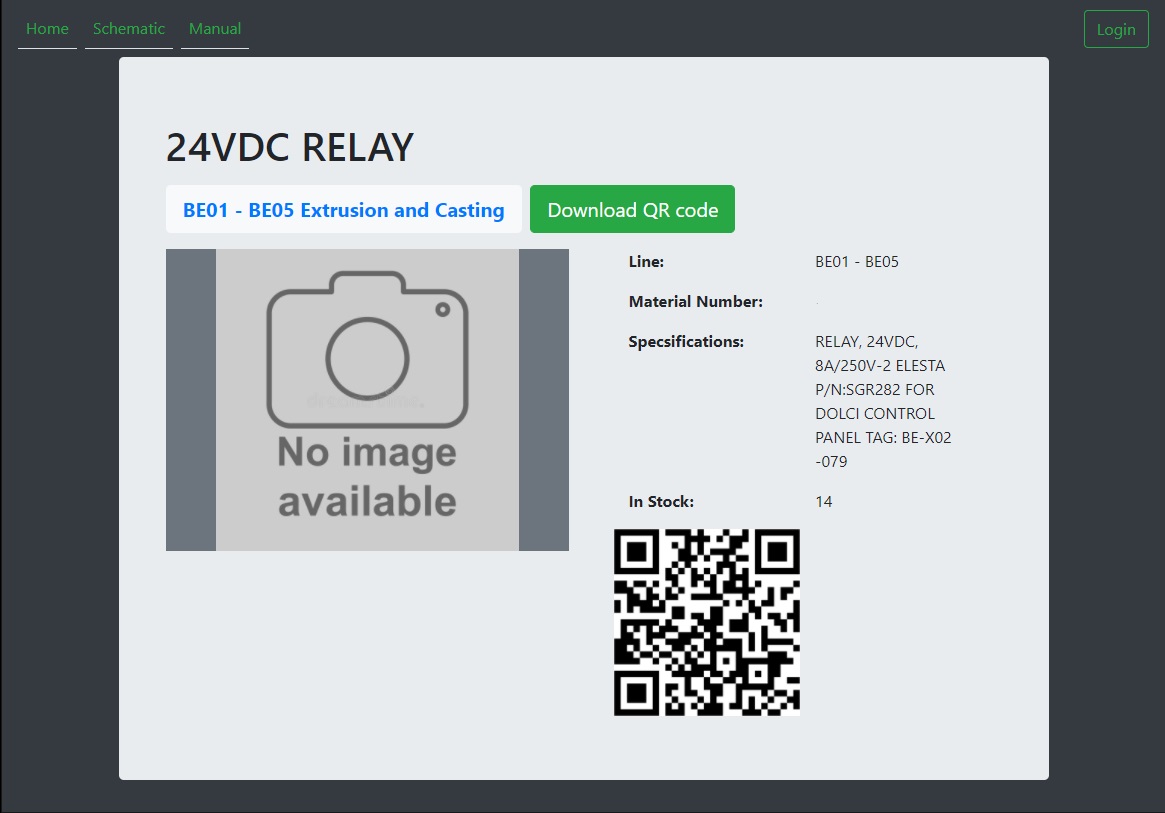 Home Schematic Manual Login
24VDC RELAY
BE01 - BE05 Extrusion and Casting
Download QR code
No image
available
Line: BE01 - BE05
Material Number: .
Specsifications: RELAY, 24VDC,
8A/250V-2 ELESTA
P/N:SGR282 FOR
DOLCI CONTROL
PANEL TAG: BE-X02
-079
In Stock: 14